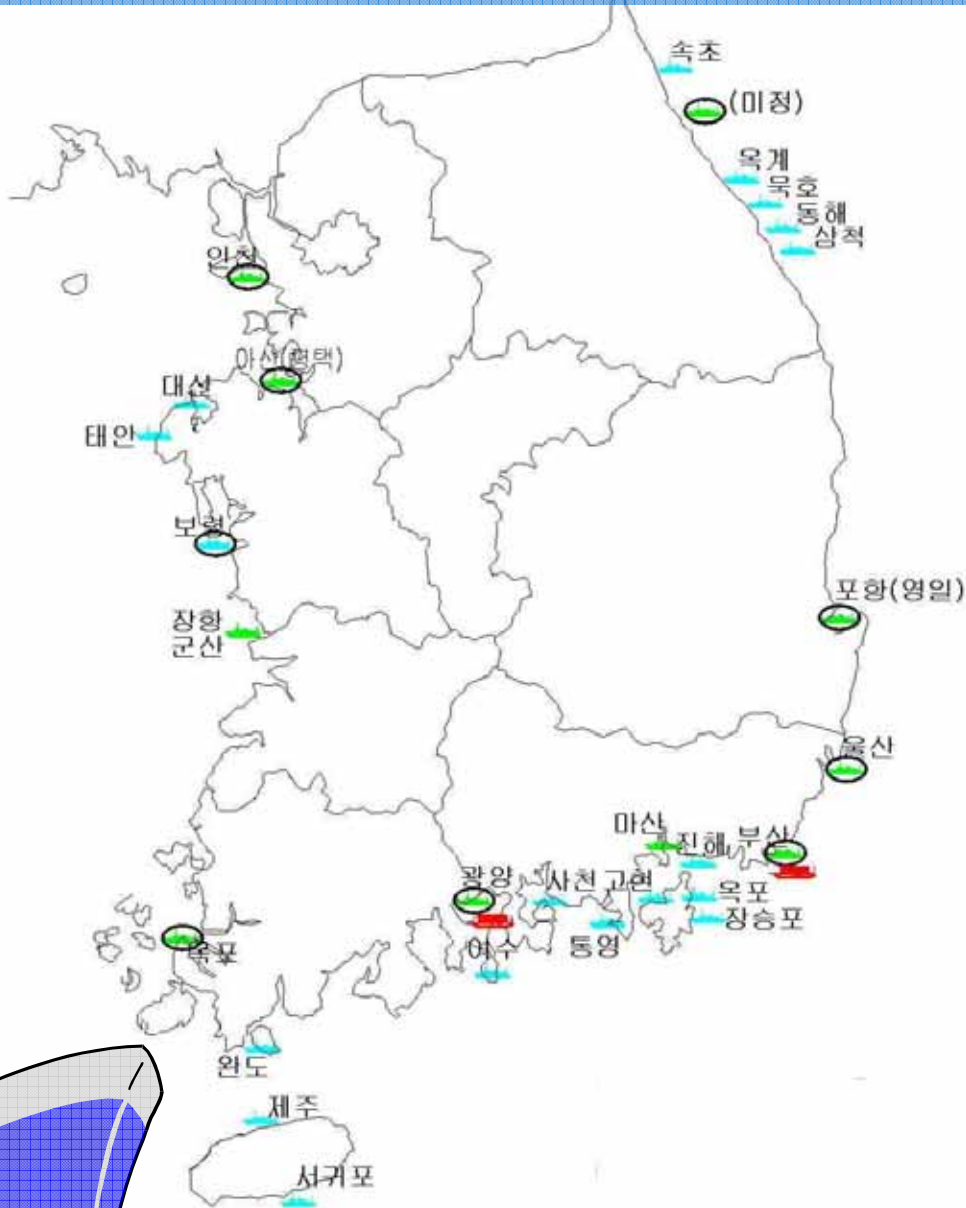 속초
(미정)
옥계
묵호
동해
삼척
인천
아산(평택)
대산
태안
보령
포항(영일)
장항
군산
울산
마산
진해
부산
광양
사천
고현
옥포
장승포
목포
여수
통영
완도
제주
서귀포